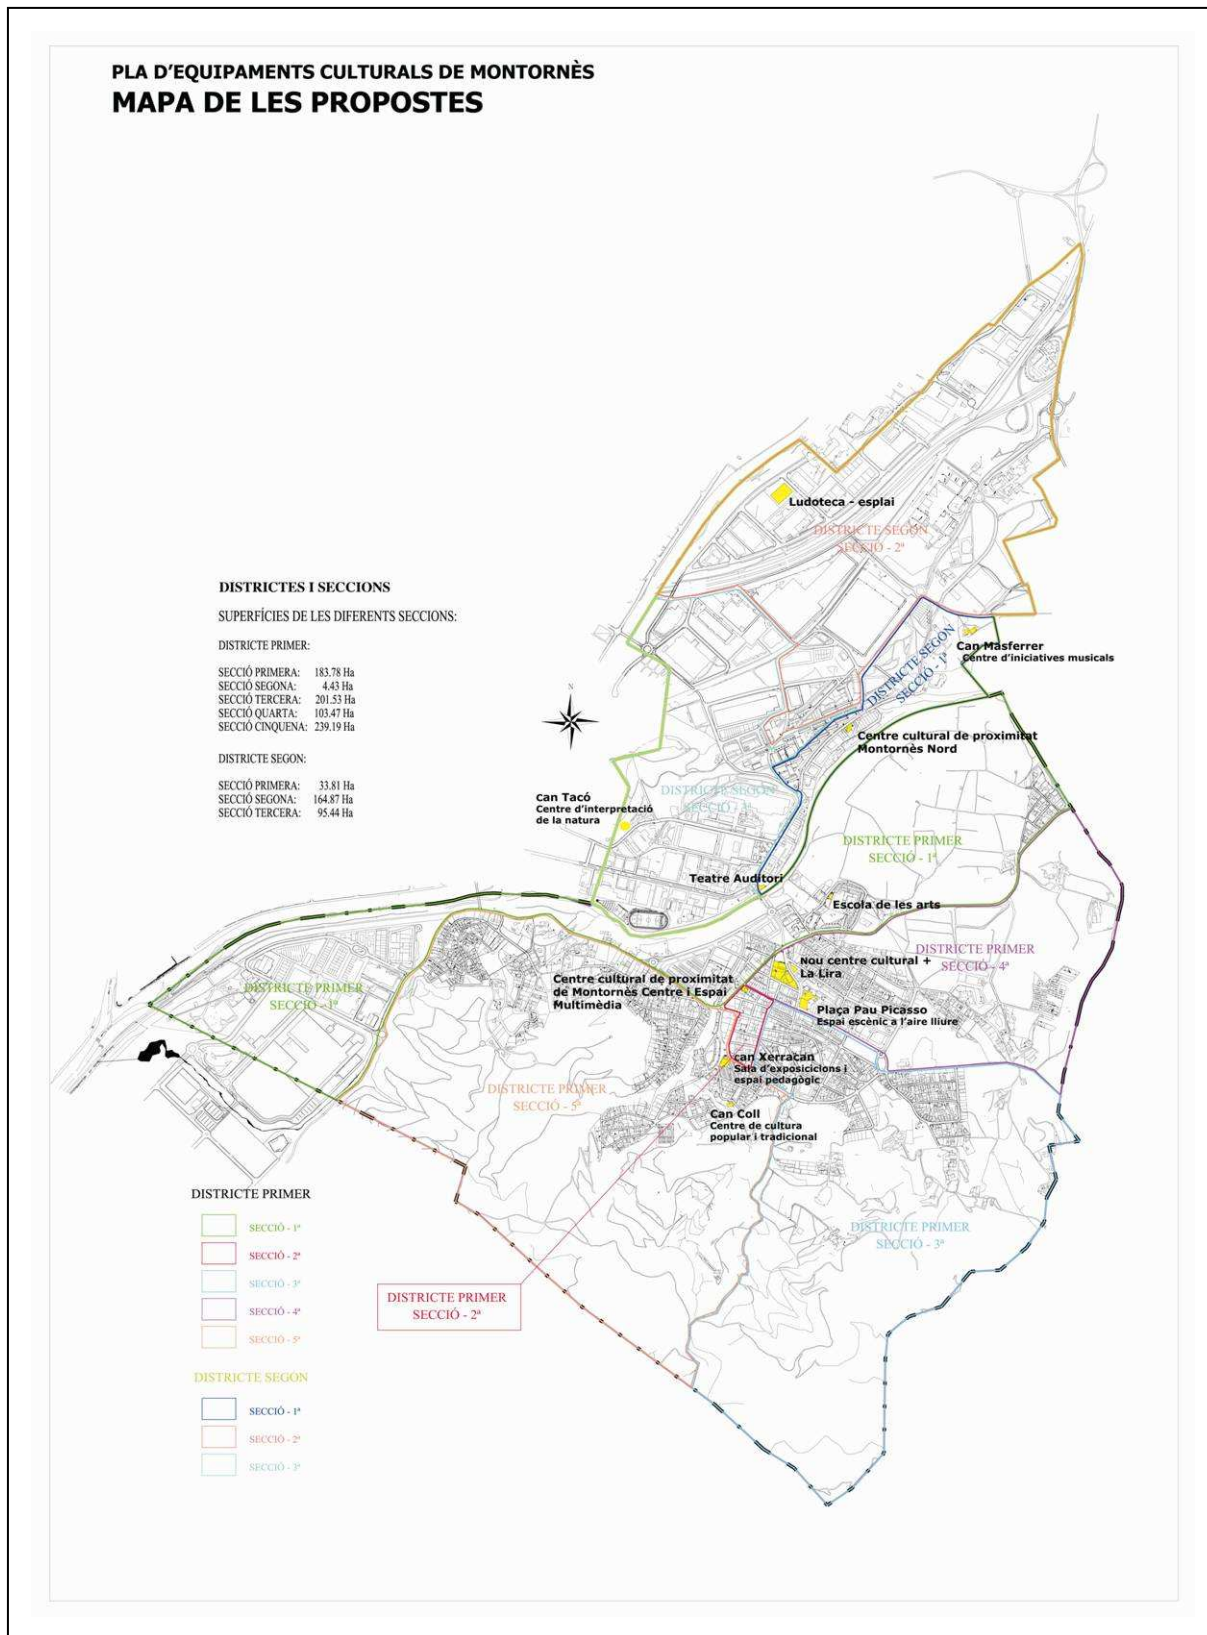 PLA D'EQUIPAMENTS CULTURALS DE MONTORNÈS
MAPA DE LES PROPOSTES
Ludoteca - esplai
DISTRICTE SEGON
SECCIÓ - 2ª
DISTRICTES I SECCIONS
SUPERFÍCIES DE LES DIFERENTS SECCIONS:
DISTRICTE PRIMER:
SECCIÓ PRIMERA: 183.78 Ha
SECCIÓ SEGONA: 4.43 Ha
SECCIÓ TERCERA: 201.53 Ha
SECCIÓ QUARTA: 103.47 Ha
SECCIÓ CINQUENA: 239.19 Ha
DISTRICTE SEGON:
SECCIÓ PRIMERA: 33.81 Ha
SECCIÓ SEGONA: 164.87 Ha
SECCIÓ TERCERA: 95.44 Ha
N
DISTRICTE SEGON
SECCIÓ - 1ª
Can Masferrer
Centre d'iniciatives musicals
Centre cultural de proximitat
Montornès Nord
Can Tacó
Centre d'interpretació
de la natura
DISTRICTE SEGON
SECCIÓ - 3ª
DISTRICTE PRIMER
SECCIÓ - 1ª
Teatre Auditori
Escola de les arts
DISTRICTE PRIMER
SECCIÓ - 4ª
Nou centre cultural +
La Lira
Centre cultural de proximitat
de Montornès Centre i Espai
Multimèdia
DISTRICTE PRIMER
SECCIÓ - 1ª
Plaça Pau Picasso
Espai escènic a l'aire lliure
can Xerracan
Sala d'exposicicions i
espai pedagògic
DISTRICTE PRIMER
SECCIÓ - 5ª
Can Coll
Centre de cultura
popular i tradicional
DISTRICTE PRIMER
SECCIÓ - 3ª
DISTRICTE PRIMER
SECCIÓ - 2ª
DISTRICTE PRIMER
SECCIÓ - 1ª
SECCIÓ - 2ª
SECCIÓ - 3ª
SECCIÓ - 4ª
SECCIÓ - 5ª
DISTRICTE SEGON
SECCIÓ - 1ª
SECCIÓ - 2ª
SECCIÓ - 3ª